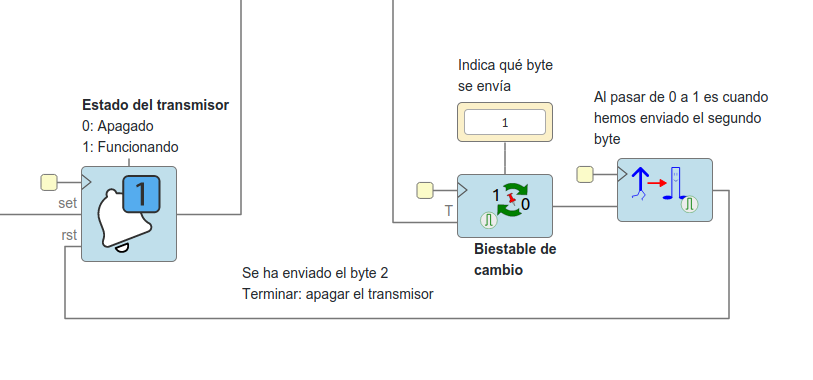 Indica qué byte
se envía
Al pasar de 0 a 1 es cuando
hemos enviado el segundo
byte
Estado del transmisor
0: Apagado
1: Funcionando
1
1
set
rst
T
1
0
Biestable de
cambio
Se ha enviado el byte 2
Terminar: apagar el transmisor